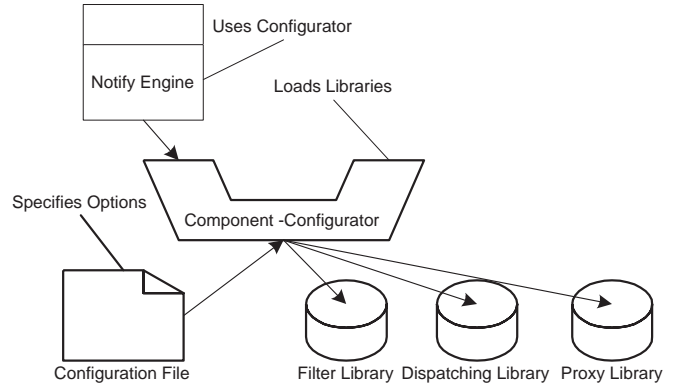 Uses Configurator
Notify Engine
Loads Libraries
Specifies Options
Component -Configurator
Configuration File
Filter Library
Dispatching Library
Proxy Library